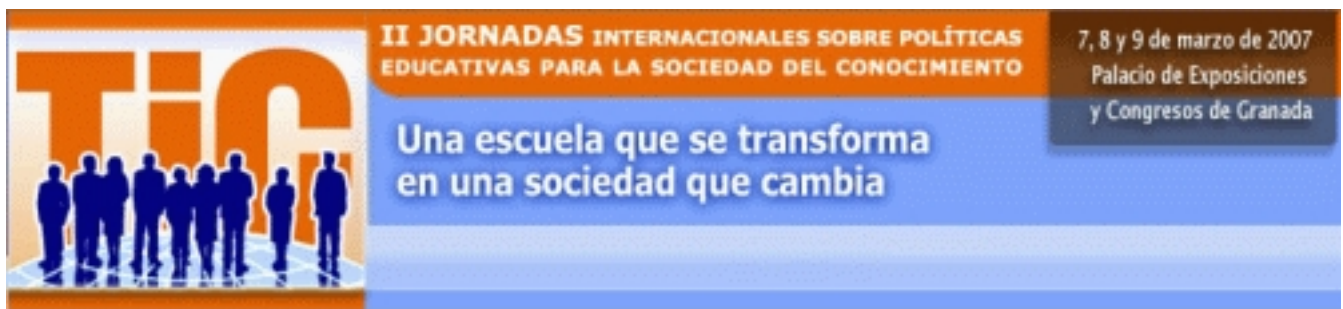 TiC
II JORNADAS INTERNACIONALES SOBRE POLÍTICAS
EDUCATIVAS PARA LA SOCIEDAD DEL CONOCIMIENTO
7, 8 y 9 de marzo de 2007
Palacio de Exposiciones
y Congresos de Granada
Una escuela que se transforma
en una sociedad que cambia